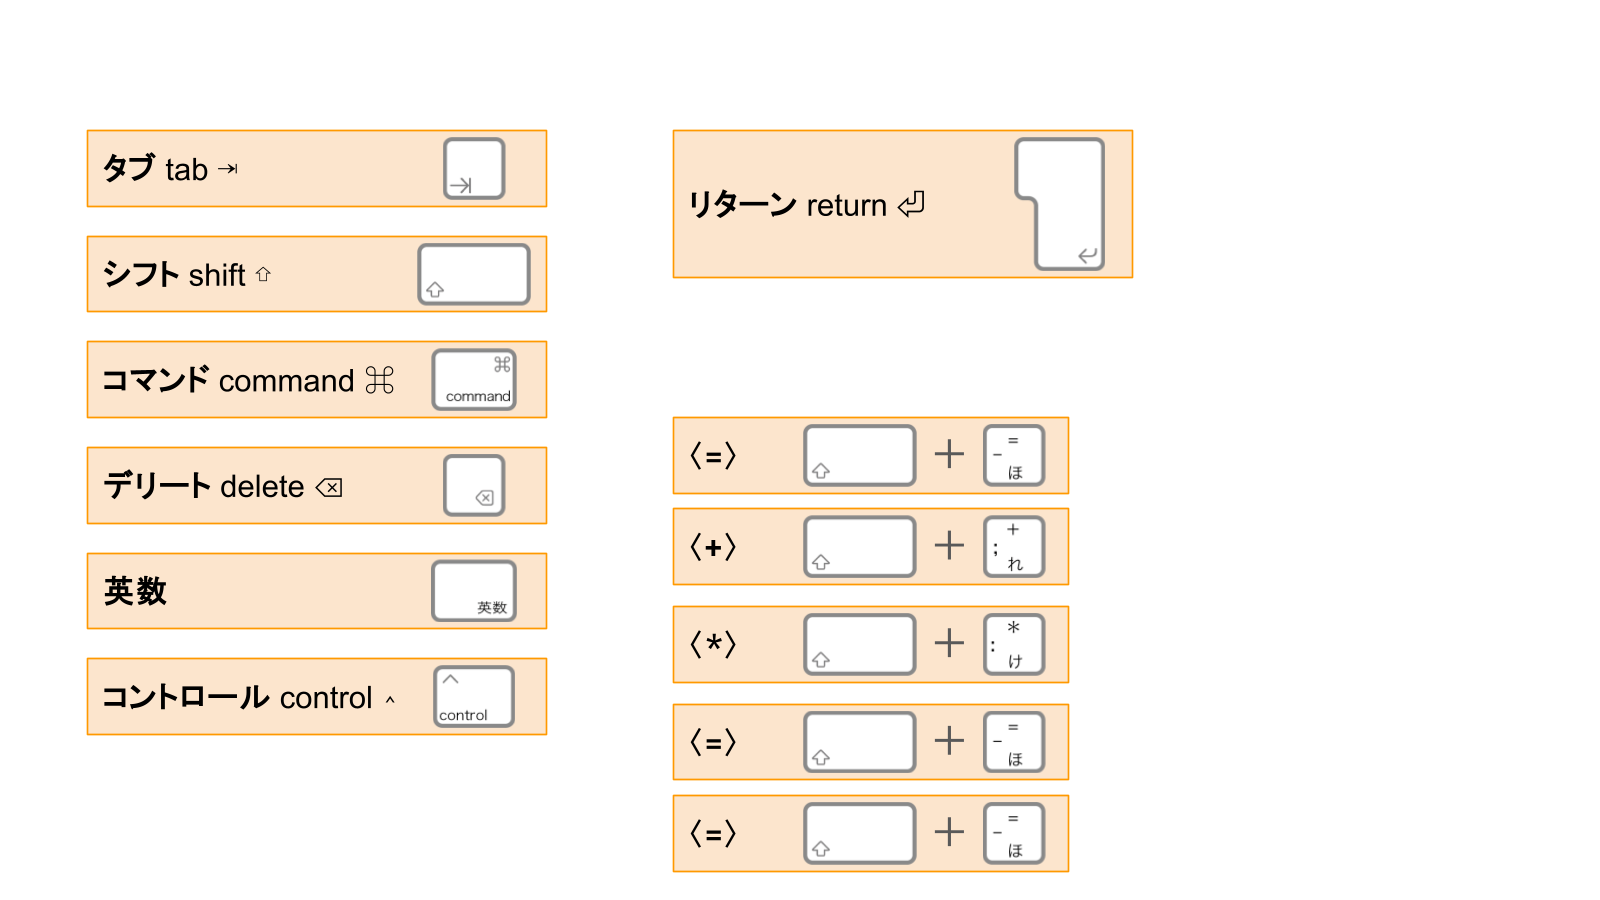 タブ tab ⇥
⇥
シフト shift ⇧
⇧
コマンド command ⌘
⌘
command
デリート delete ⌫
⌫
英数
英数
コントロール control ^
^
control
リターン return ⏎
↩
〈=〉 ⇧ + = - ほ
〈+〉 ⇧ + + ; れ
〈*〉 ⇧ + * : け
〈=〉 ⇧ + = - ほ
〈=〉 ⇧ + = - ほ